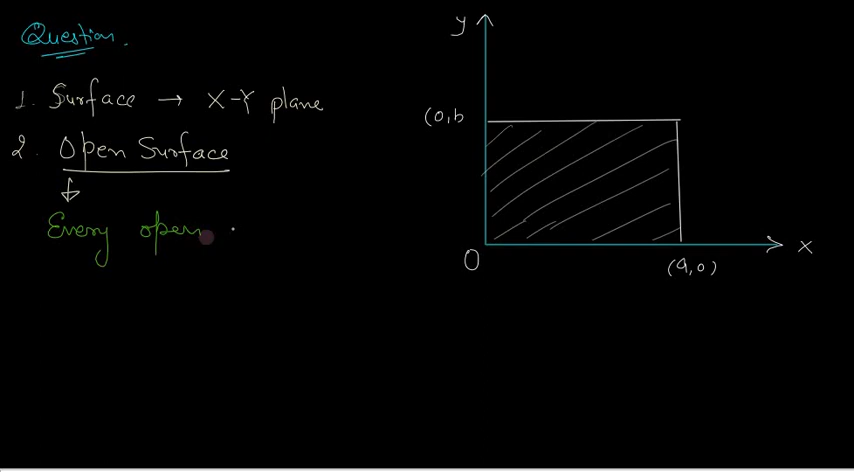 Question.
1. Surface → X-Y plane
2. Open Surface
Every open
y
(0,b
O
(a,0)
x